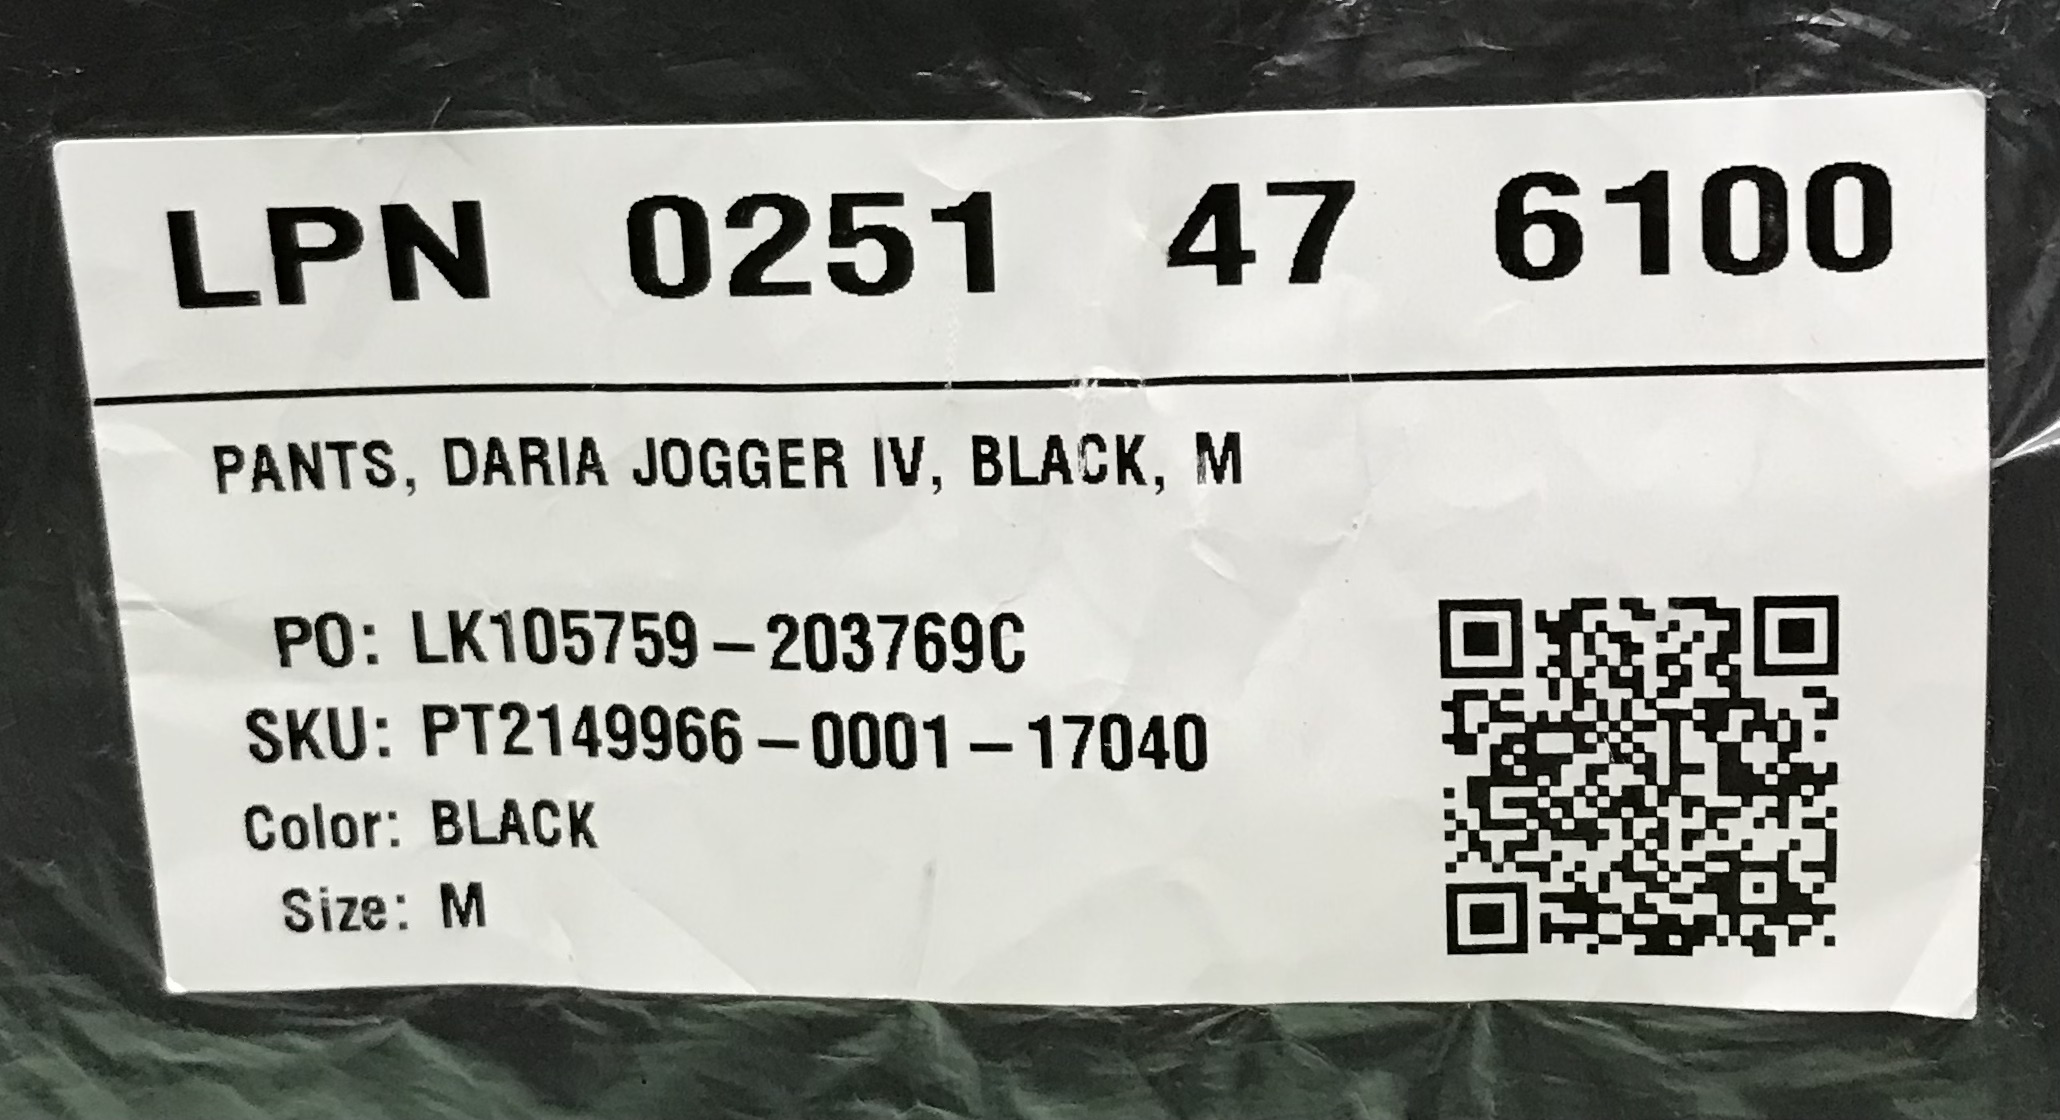 LPN 0251 47 6100
PANTS, DARIA JOGGER IV, BLACK, M
PO: LK105759-203769C
SKU: PT2149966-0001-17040
Color: BLACK
Size: M